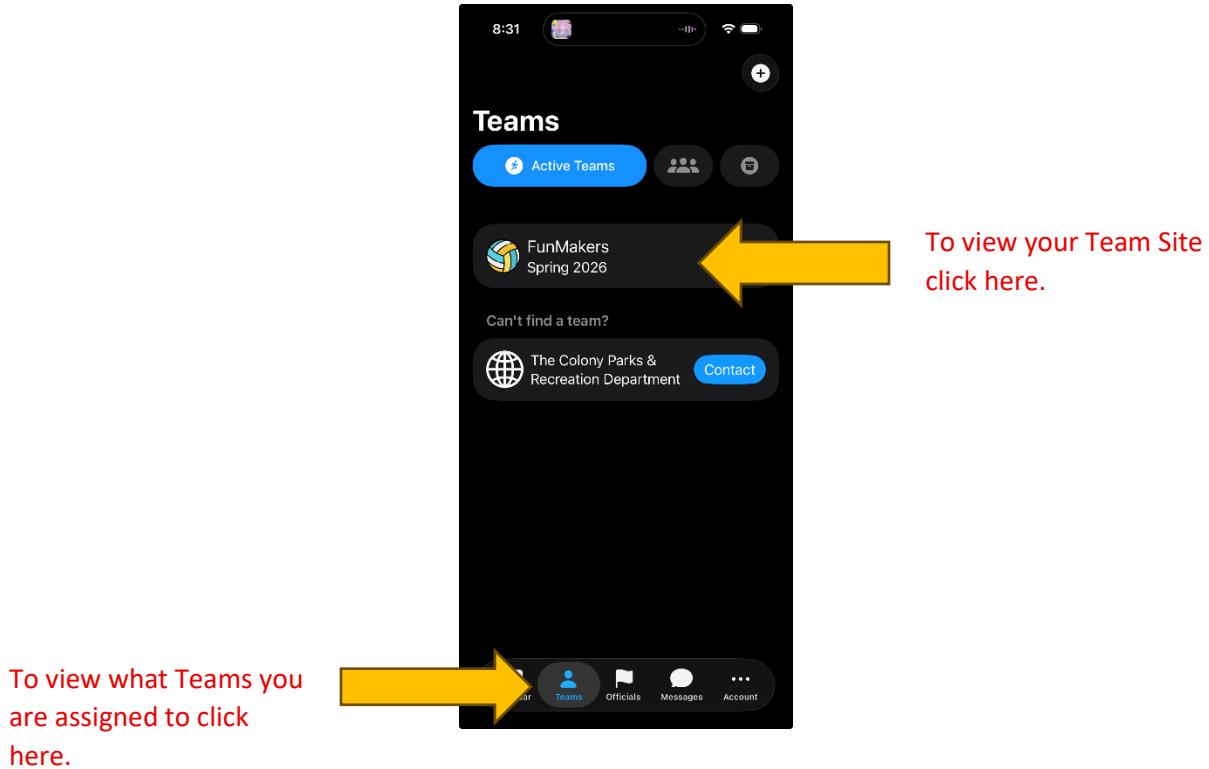 8:31
Teams
Active Teams
FunMakers
Spring 2026
To view your Team Site
click here.
Can't find a team?
The Colony Parks &
Recreation Department
Contact
To view what Teams you
are assigned to click
here.
Teams
Officials
Messages
Account